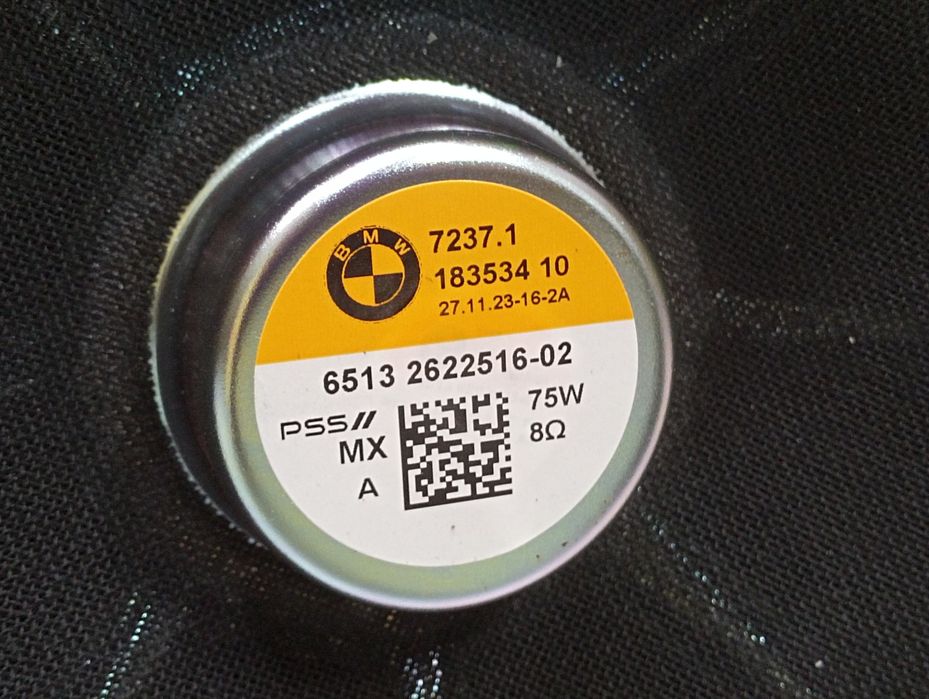 BMW
7237.1
183534 10
27.11.23-16-2A
6513 2622516-02
PSS//
MX
A
75W
8Ω